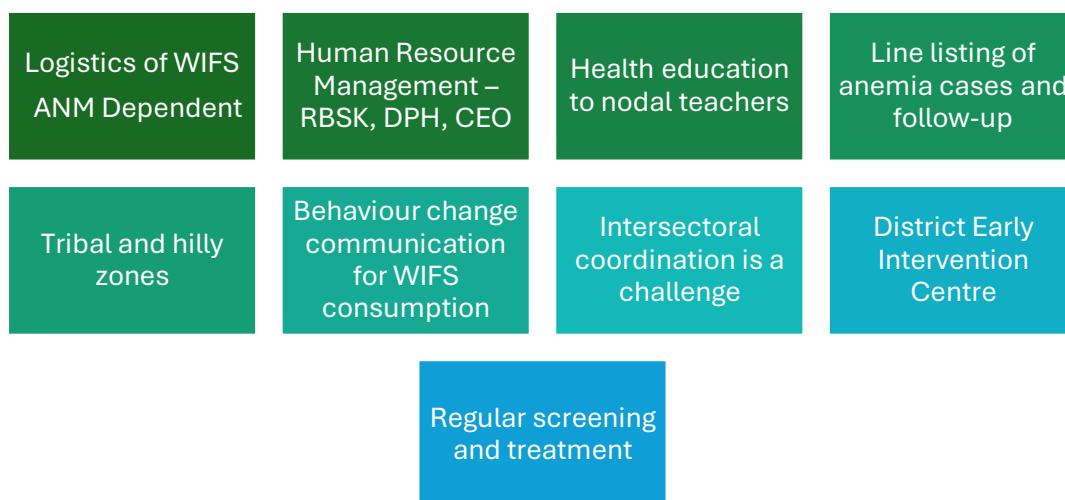 Logistics of WIFS
ANM Dependent
Human Resource
Management –
RBSK, DPH, CEO
Health education
to nodal teachers
Line listing of
anemia cases and
follow-up
Tribal and hilly
zones
Behaviour change
communication
for WIFS
consumption
Intersectoral
coordination is a
challenge
District Early
Intervention
Centre
Regular screening
and treatment